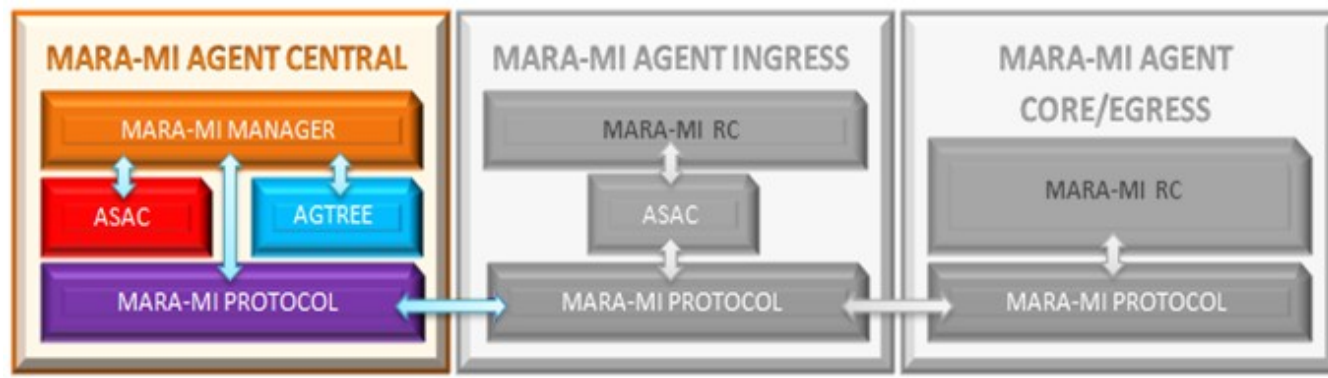 MARA-MI AGENT CENTRAL
MARA-MI MANAGER
ASAC
AGTREE
MARA-MI PROTOCOL
MARA-MI AGENT INGRESS
MARA-MI RC
ASAC
MARA-MI PROTOCOL
MARA-MI AGENT
CORE/EGRESS
MARA-MI RC
MARA-MI PROTOCOL